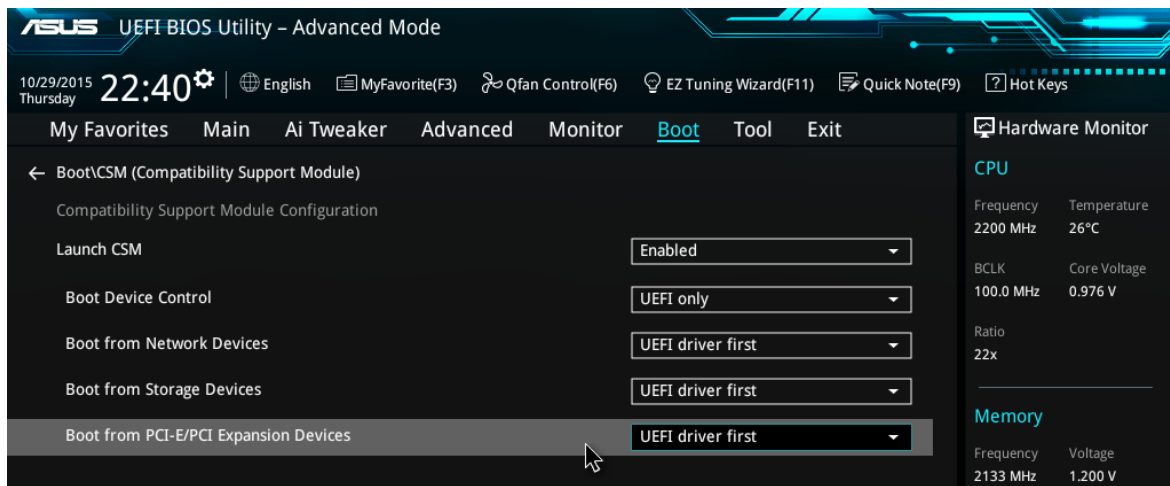 ASUS UEFI BIOS Utility – Advanced Mode
10/29/2015
Thursday
22:40
English
MyFavorite(F3)
Qfan Control(F6)
EZ Tuning Wizard(F11)
Quick Note(F9)
? Hot Keys
My Favorites Main Ai Tweaker Advanced Monitor Boot Tool Exit
← Boot\CSM (Compatibility Support Module)
Compatibility Support Module Configuration
Launch CSM Enabled
Boot Device Control UEFI only
Boot from Network Devices UEFI driver first
Boot from Storage Devices UEFI driver first
Boot from PCI-E/PCI Expansion Devices UEFI driver first
Hardware Monitor
CPU
Frequency Temperature
2200 MHz 26°C
BCLK Core Voltage
100.0 MHz 0.976 V
Ratio
22x
Memory
Frequency Voltage
2133 MHz 1.200 V